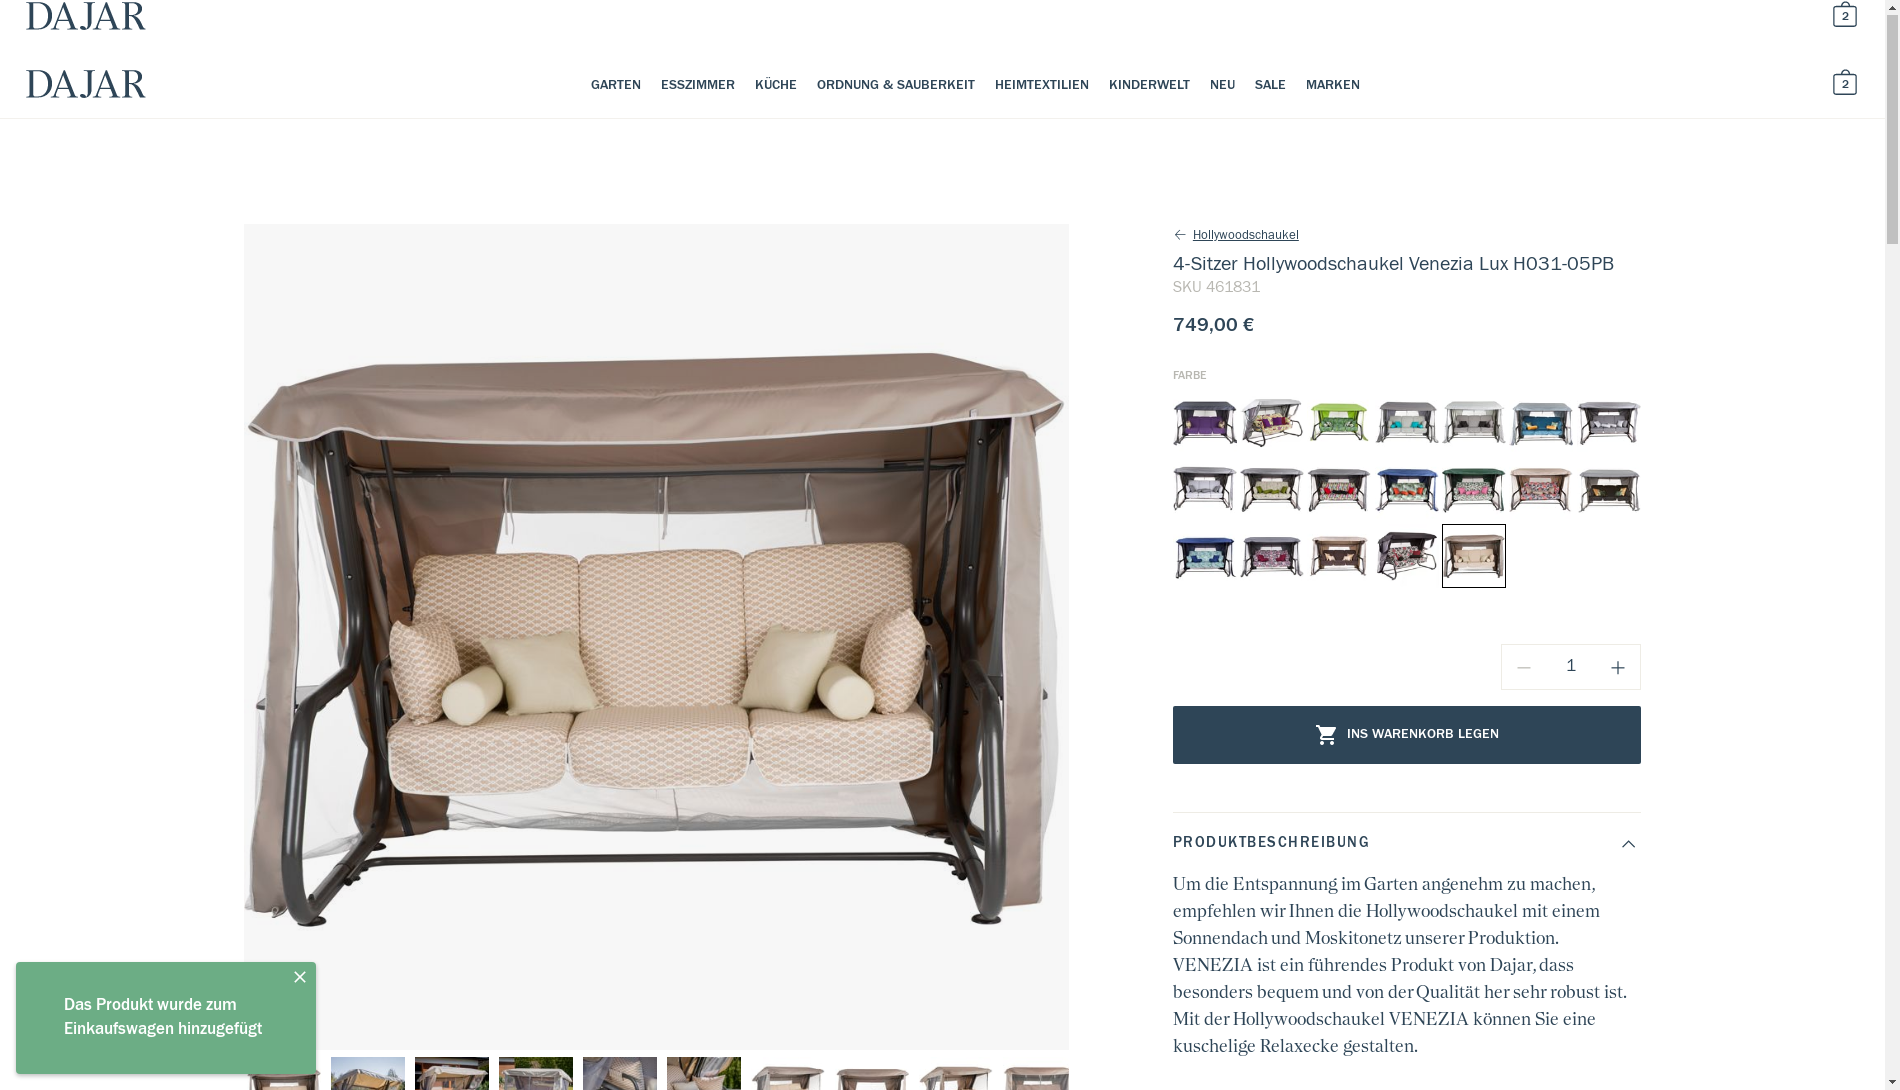 DAJAR
2
DAJAR
GARTEN ESSZIMMER KÜCHE ORDNUNG & SAUBERKEIT HEIMTEXTILIEN KINDERWELT NEU SALE MARKEN
2
Hollywoodschaukel
4-Sitzer Hollywoodschaukel Venezia Lux H031-05PB
SKU 461831
749,00 €
FARBE
1
INS WARENKORB LEGEN
PRODUKTBESCHREIBUNG
Um die Entspannung im Garten angenehm zu machen,
empfehlen wir Ihnen die Hollywoodschaukel mit einem
Sonnendach und Moskitonetz unserer Produktion.
VENEZIA ist ein führendes Produkt von Dajar, dass
besonders bequem und von der Qualität her sehr robust ist.
Mit der Hollywoodschaukel VENEZIA können Sie eine
kuschelige Relaxecke gestalten.
Das Produkt wurde zum
Einkaufswagen hinzugefügt